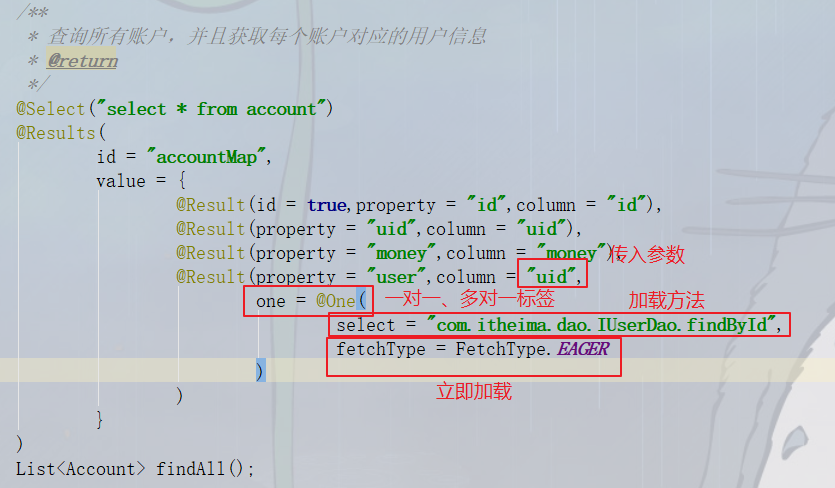 /**
 * 查询所有账户，并且获取每个账户对应的用户信息
 * @return
 */
@Select("select * from account")
@Results(
        id = "accountMap",
        value = {
                @Result(id = true,property = "id",column = "id"),
                @Result(property = "uid",column = "uid"),
                @Result(property = "money",column = "money"), 传入参数
                @Result(property = "user",column = "uid",
                        one = @One( 一对一、多对一标签 加载方法
                                select = "com.itheima.dao.IUserDao.findById",
                                fetchType = FetchType.EAGER
                        )
                立即加载
                )
        }
)
List<Account> findAll();